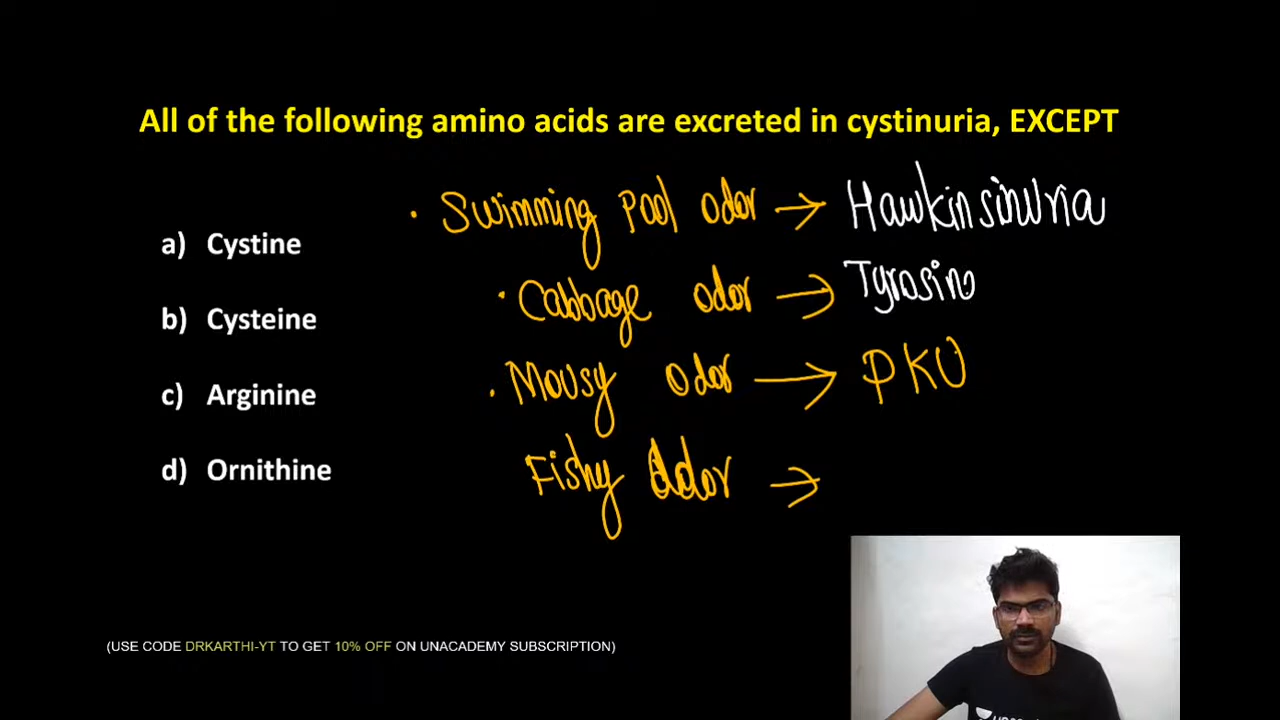 All of the following amino acids are excreted in cystinuria, EXCEPT
• Swimming Pool odor → Hawkinsinuria
a) Cystine
• Cabbage odor → Tyrosin
b) Cysteine
• Mousy odor → PKU
c) Arginine
Fishy Odor →
d) Ornithine
(USE CODE DRKARTHI-YT TO GET 10% OFF ON UNACADEMY SUBSCRIPTION)